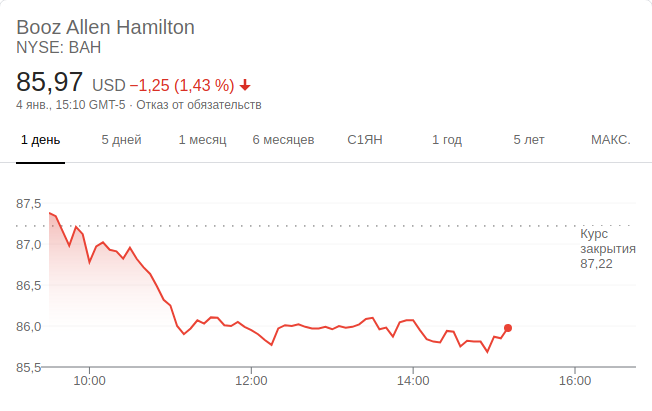 Booz Allen Hamilton
NYSE: BAH
85,97 USD −1,25 (1,43 %)
4 янв., 15:10 GMT-5 · Отказ от обязательств
1 день 5 дней 1 месяц 6 месяцев С1ЯН 1 год 5 лет МАКС.
87,5
87,0
86,5
86,0
85,5
Курс
закрытия
87,22
10:00 12:00 14:00 16:00